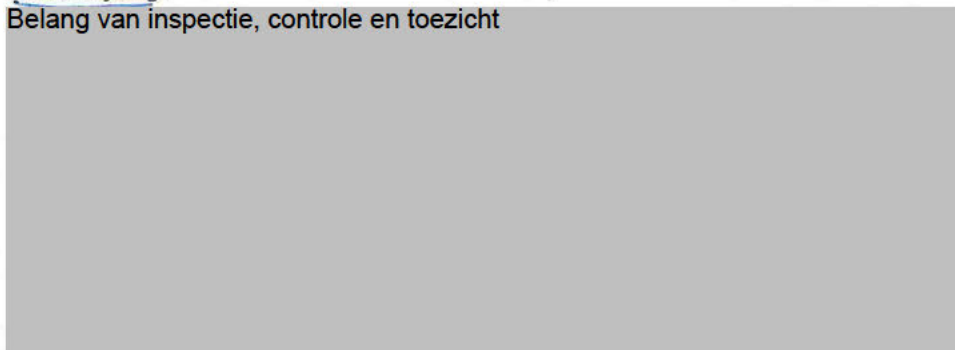 Belang van inspectie, controle en toezicht